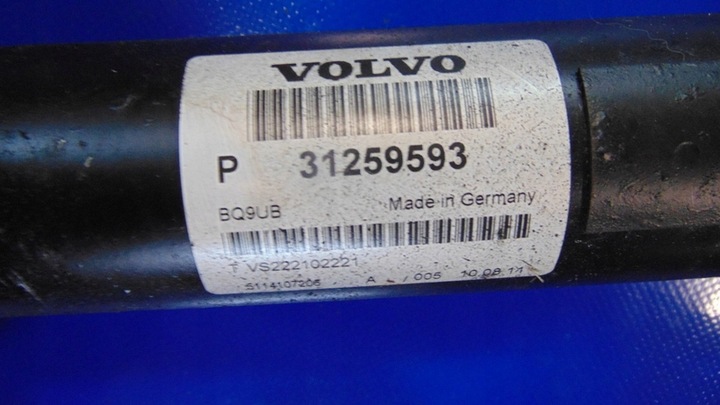 VOLVO
P 31259593
BQ9UB Made in Germany
T VS222102221
5114107206 A /005 10.08.11